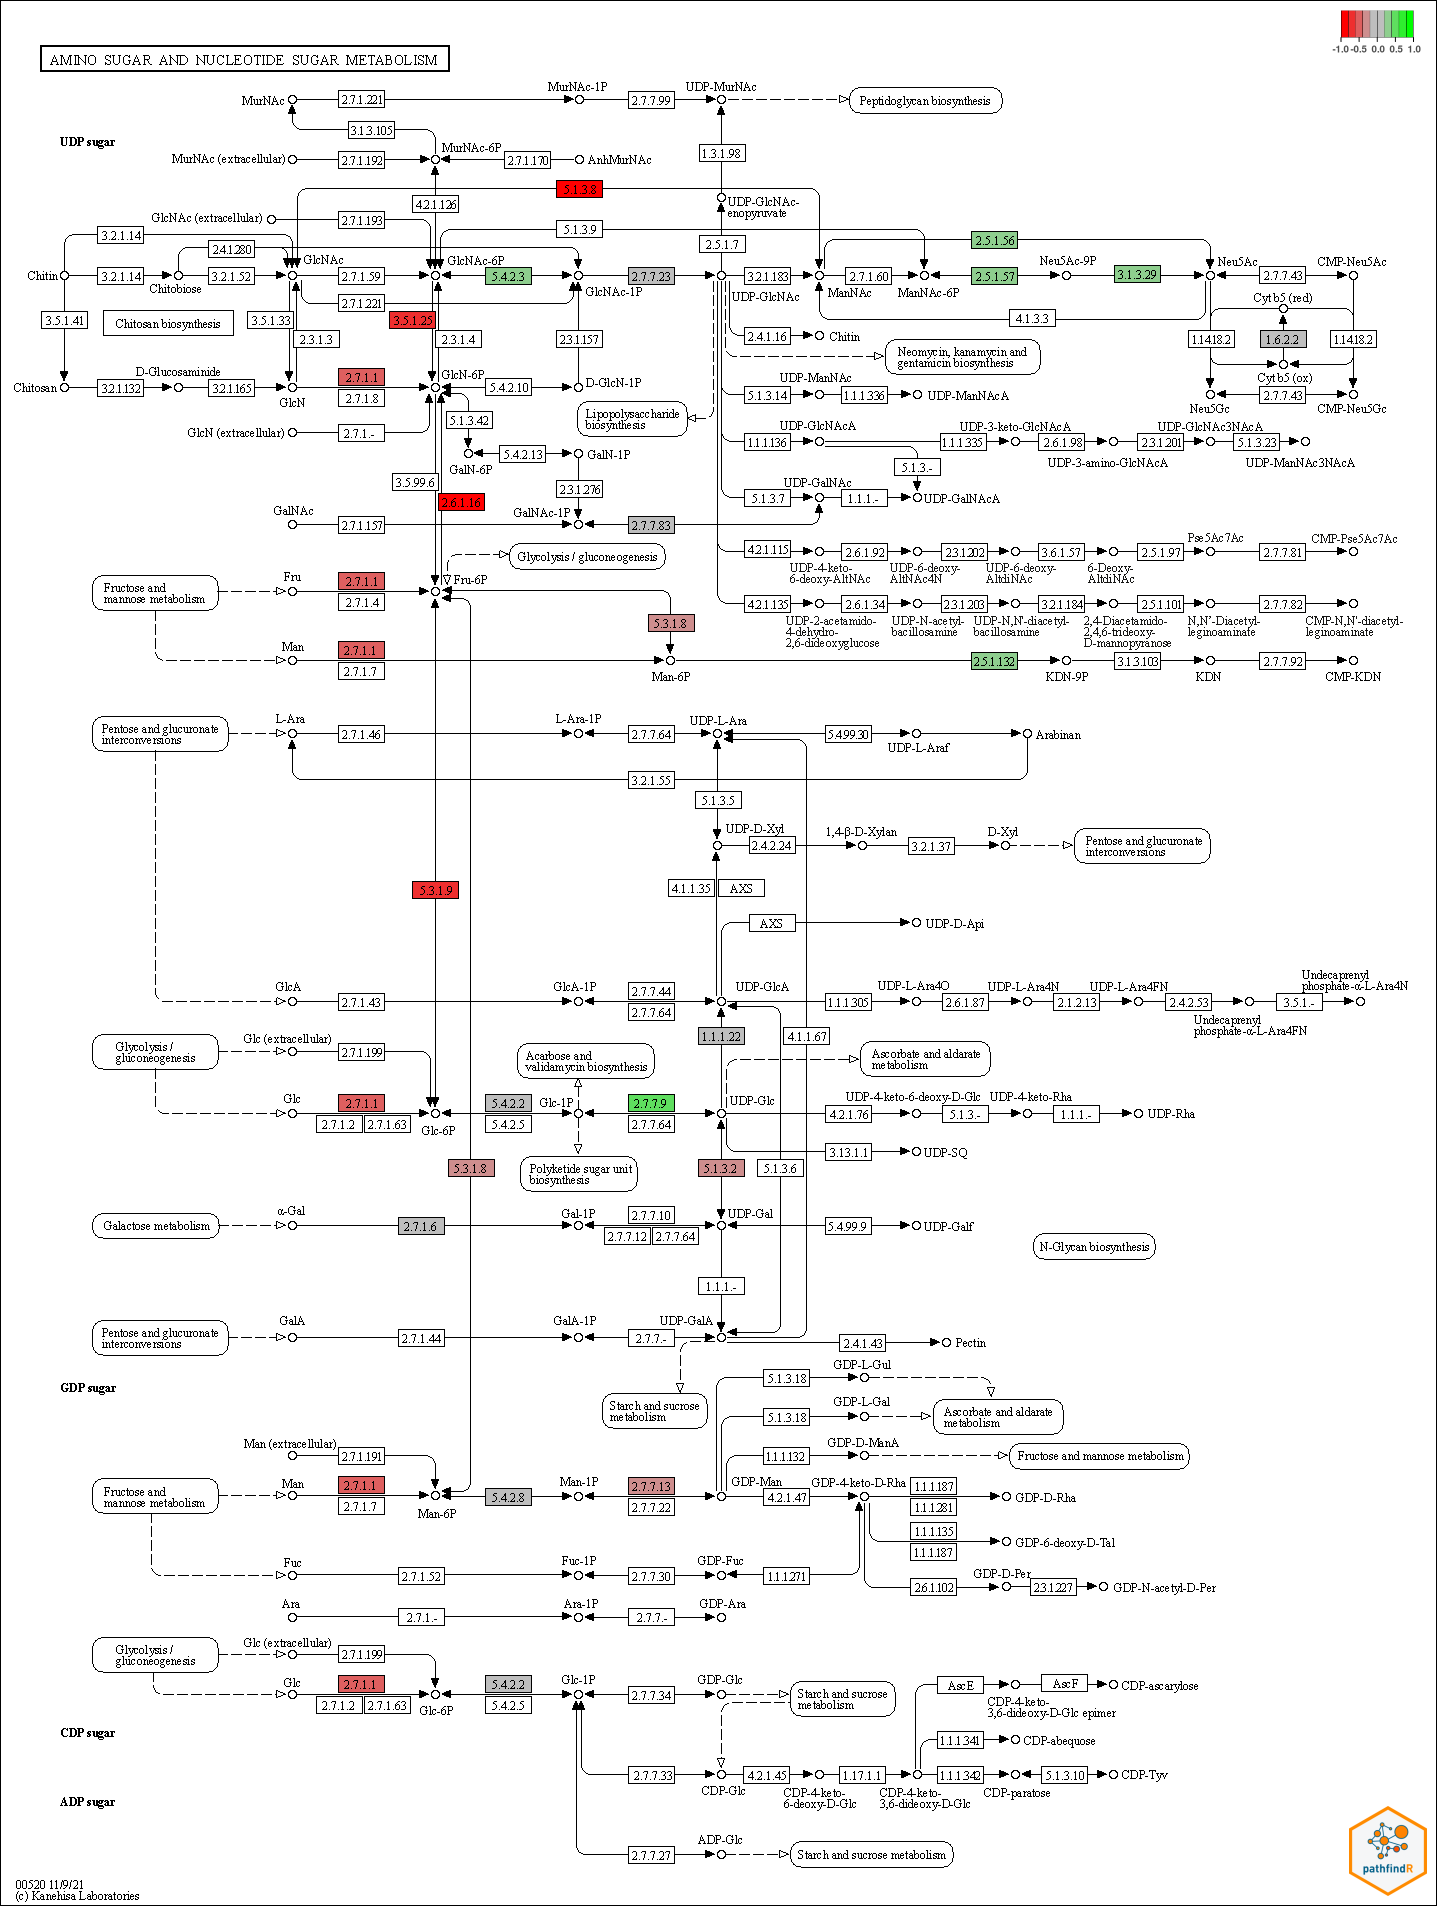 -1.0 -0.5 0.0 0.5 1.0
AMINO SUGAR AND NUCLEOTIDE SUGAR METABOLISM
MurNAc 2.7.1.221 MurNAc-1P 2.7.7.99 UDP-MurNAc Peptidoglycan biosynthesis
3.1.3.105
UDP sugar
MurNAc-6P
MurNAc (extracellular) 2.7.1.192 2.7.1.170 AnhMurNAc 1.3.1.98
5.1.3.8
4.2.1.126 UDP-GlcNAc-
enopyruvate
GlcNAc (extracellular) 2.7.1.193 5.1.3.9
3.2.1.14 2.4.1.280 2.5.1.7 2.5.1.56
GlcNAc GlcNAc-6P Neu5Ac-9P Neu5Ac CMP-Neu5Ac
Chitin 3.2.1.14 3.2.1.52 2.7.1.59 5.4.2.3 2.7.7.23 3.2.1.183 2.7.1.60 2.5.1.57 3.1.3.29 2.7.7.43
Chitobiose GlcNAc-1P UDP-GlcNAc ManNAc ManNAc-6P
2.7.1.221 Cytb5 (red)
3.5.1.41 Chitosan biosynthesis 3.5.1.33 3.5.1.25 4.1.3.3
2.3.1.3 2.3.1.4 2.3.1.157 2.4.1.16 Chitin 1.14.18.2 1.6.2.2 1.14.18.2
Neomycin, kanamycin and
gentamicin biosynthesis
D-Glucosaminide GlcN-6P UDP-ManNAc Cytb5 (ox)
2.7.1.1
Chitosan 3.2.1.132 3.2.1.165 GlcN 5.4.2.10 D-GlcN-1P
2.7.1.8 5.1.3.14 1.1.1.336 UDP-ManNAcA 2.7.7.43
Neu5Gc CMP-Neu5Gc
Lipopolysaccharide
biosynthesis
5.1.3.42
GlcN (extracellular) 2.7.1.- UDP-GlcNAcA UDP-3-keto-GlcNAcA UDP-GlcNAc3NAcA
1.1.1.136 1.1.1.335 2.6.1.98 2.3.1.201 5.1.3.23
5.4.2.13 GalN-1P
GalN-6P 5.1.3.- UDP-3-amino-GlcNAcA UDP-ManNAc3NAcA
3.5.99.6 2.3.1.276 UDP-GalNAc
2.6.1.16 5.1.3.7 1.1.1.- UDP-GalNAcA
GalNAc GalNAc-1P
2.7.1.157 2.7.7.83
Pse5Ac7Ac CMP-Pse5Ac7Ac
Glycolysis / gluconeogenesis 4.2.1.115 2.6.1.92 2.3.1.202 3.6.1.57 2.5.1.97 2.7.7.81
UDP-4-keto-
6-deoxy-AltNAc UDP-6-deoxy-
AltNAc4N UDP-6-deoxy-
AltdiNAc 6-Deoxy-
AltdiNAc
Fructose and
mannose metabolism
Fru 2.7.1.1 Fru-6P
2.7.1.4 4.2.1.135 2.6.1.34 2.3.1.203 3.2.1.184 2.5.1.101 2.7.7.82
5.3.1.8
UDP-2-acetamido-
4-dehydro-
2,6-dideoxyglucose UDP-N-acetyl-
bacillosamine UDP-N,N'-diacetyl-
bacillosamine 2,4-Diacetamido-
2,4,6-trideoxy-
D-mannopyranose N,N'-Diacetyl-
leginoaminate CMP-N,N'-diacetyl-
leginoaminate
Man 2.7.1.1
2.7.1.7 Man-6P 2.5.1.132 KDN-9P 3.1.3.103 KDN 2.7.7.92 CMP-KDN
Pentose and glucuronate
interconversions
L-Ara 2.7.1.46 L-Ara-1P 2.7.7.64 UDP-L-Ara 5.4.99.30 UDP-L-Araf Arabinan
3.2.1.55
5.1.3.5
UDP-D-Xyl 2.4.2.24 1,4-β-D-Xylan 3.2.1.37 D-Xyl Pentose and glucuronate
interconversions
5.3.1.9 4.1.1.35 AXS
AXS UDP-D-Api
GlcA 2.7.1.43 GlcA-1P 2.7.7.44 UDP-GlcA
2.7.7.64
1.1.1.305 UDP-L-Ara4O 2.6.1.87 UDP-L-Ara4N 2.1.2.13 UDP-L-Ara4FN 2.4.2.53 3.5.1.-
Undecaprenyl
phosphate-α-L-Ara4N
Undecaprenyl
phosphate-α-L-Ara4FN
Glycolysis /
gluconeogenesis
Glc (extracellular) 2.7.1.199 1.1.1.22 4.1.1.67
Acarbose and
validamycin biosynthesis
Ascorbate and aldarate
metabolism
Glc 2.7.1.1 5.4.2.2 Glc-1P 2.7.7.9 UDP-Glc
2.7.1.2 2.7.1.63 Glc-6P 5.4.2.5 2.7.7.64
UDP-4-keto-6-deoxy-D-Glc UDP-4-keto-Rha
4.2.1.76 5.1.3.- 1.1.1.- UDP-Rha
3.13.1.1 UDP-SQ
5.3.1.8 Polyketide sugar unit
biosynthesis 5.1.3.2 5.1.3.6
Galactose metabolism α-Gal 2.7.1.6 Gal-1P 2.7.7.10 UDP-Gal 5.4.99.9 UDP-Galf
2.7.7.12 2.7.7.64
N-Glycan biosynthesis
1.1.1.-
Pentose and glucuronate
interconversions
GalA 2.7.1.44 GalA-1P 2.7.7.- UDP-GalA 2.4.1.43 Pectin
GDP sugar
Starch and sucrose
metabolism
5.1.3.18 GDP-L-Gul
5.1.3.18 GDP-L-Gal Ascorbate and aldarate
metabolism
Man (extracellular) 2.7.1.191 1.1.1.132 GDP-D-ManA Fructose and mannose metabolism
Fructose and
mannose metabolism
Man 2.7.1.1 Man-6P 5.4.2.8 Man-1P 2.7.7.13 GDP-Man GDP-4-keto-D-Rha 1.1.1.187
2.7.1.7 2.7.7.22 4.2.1.47 1.1.1.281 GDP-D-Rha
1.1.1.135
1.1.1.187 GDP-6-deoxy-D-Tal
Fuc 2.7.1.52 Fuc-1P 2.7.7.30 GDP-Fuc 1.1.1.271
2.6.1.102 GDP-D-Per 2.3.1.227 GDP-N-acetyl-D-Per
Ara 2.7.1.- Ara-1P 2.7.7.- GDP-Ara
Glycolysis /
gluconeogenesis
Glc (extracellular) 2.7.1.199
Glc 2.7.1.1 5.4.2.2 Glc-1P 2.7.7.34 GDP-Glc Starch and sucrose
metabolism
2.7.1.2 2.7.1.63 Glc-6P 5.4.2.5
AscE AscF CDP-ascarylose
CDP-4-keto-
3,6-dideoxy-D-Glc epimer
CDP sugar
1.1.1.341 CDP-abequose
2.7.7.33 CDP-Glc 4.2.1.45 CDP-4-keto-
6-deoxy-D-Glc 1.17.1.1 CDP-4-keto-
3,6-dideoxy-D-Glc 1.1.1.342 CDP-paratose 5.1.3.10 CDP-Tyv
ADP sugar
2.7.7.27 ADP-Glc Starch and sucrose metabolism
pathfindR
00520 11/9/21
(c) Kanehisa Laboratories